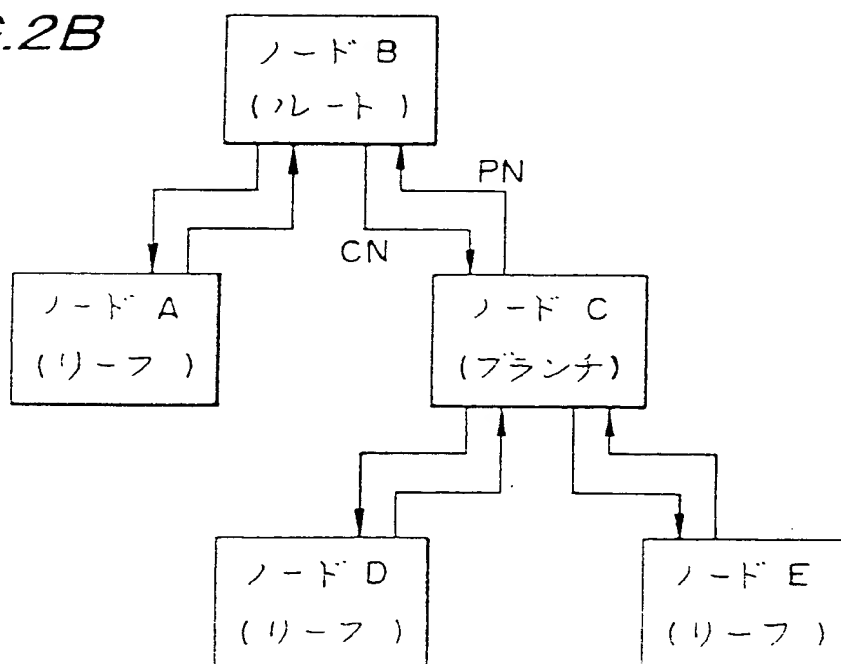 .2B
ノード B
(ルート)
PN
CN
ノード A
(リーフ)
ノード C
(ブランチ)
ノード D
(リーフ)
ノード E
(リーフ)